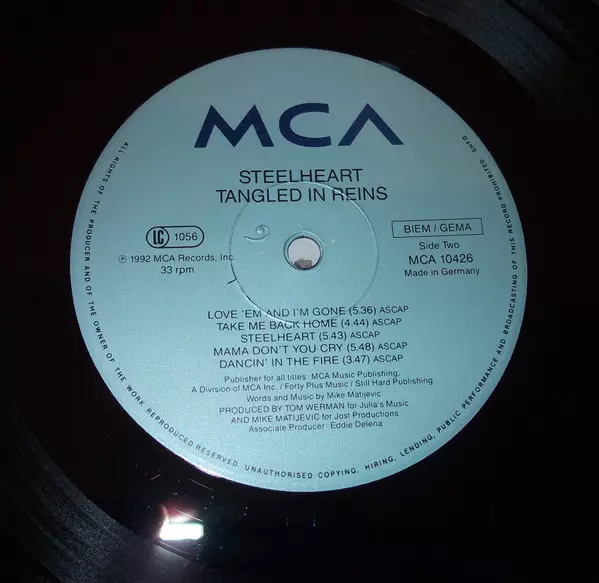 MCA
STEELHEART
TANGLED IN REINS
LC 1056
℗ 1992 MCA Records, Inc.
33 rpm
BIEM / GEMA
Side Two
MCA 10426
Made in Germany
LOVE 'EM AND I'M GONE (5.36) ASCAP
TAKE ME BACK HOME (4.44) ASCAP
STEELHEART (5.43) ASCAP
MAMA DON'T YOU CRY (5.48) ASCAP
DANCIN' IN THE FIRE (3.47) ASCAP
Publisher for all titles: MCA Music Publishing,
A Division of MCA Inc. / Forty Plus Music / Still Hard Publishing
Words and Music by Mike Matijevic
PRODUCED BY TOM WERMAN for Julia's Music
AND MIKE MATIJEVIC for Jost Productions
Associale Producer: Eddie Delena
ALL RIGHTS OF THE PRODUCER AND OF THE OWNER OF THE WORK REPRODUCED RESERVED. UNAUTHORISED COPYING, HIRING, LENDING, PUBLIC PERFORMANCE AND BROADCASTING OF THIS RECORD PROHIBITED